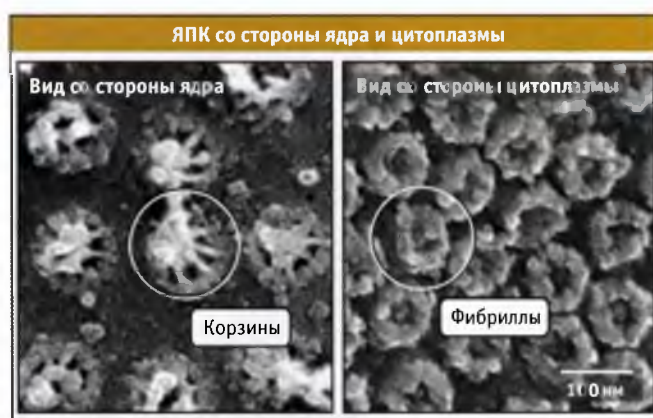 ЯПК со стороны ядра и цитоплазмы
Вид со стороны ядра
Вид со стороны цитоплазмы
Корзины
Фибриллы
100 нм